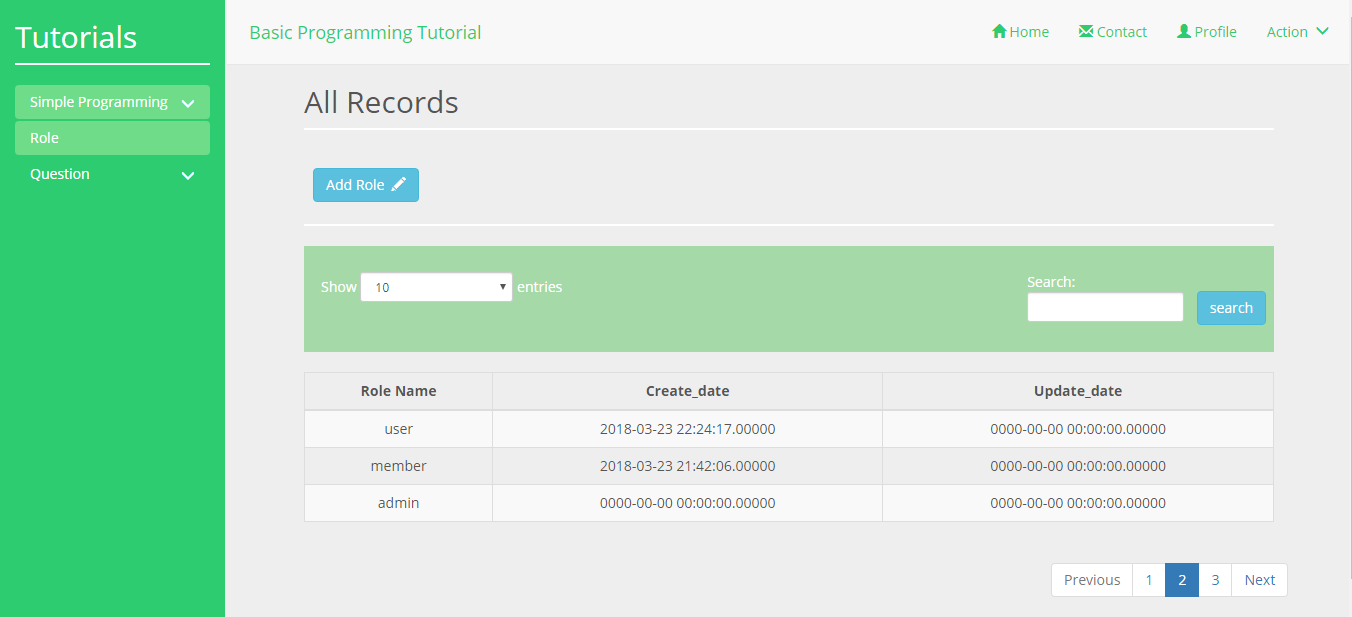 Tutorials
Simple Programming
Role
Question
Basic Programming Tutorial
Home Contact Profile Action
All Records
Add Role
Show 10 entries
Search:
search
Role Name Create_date Update_date
user 2018-03-23 22:24:17.00000 0000-00-00 00:00:00.00000
member 2018-03-23 21:42:06.00000 0000-00-00 00:00:00.00000
admin 0000-00-00 00:00:00.00000 0000-00-00 00:00:00.00000
Previous 1 2 3 Next